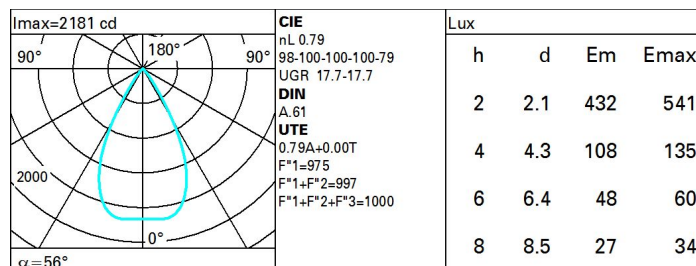 Imax=2181 cd
90°
180°
90°
2000
0°
α=56°
CIE
nL 0.79
98-100-100-100-79
UGR 17.7-17.7
DIN
A.61
UTE
0.79A+0.00T
F"1=975
F"1+F"2=997
F"1+F"2+F"3=1000
Lux
h d Em Emax
2 2.1 432 541
4 4.3 108 135
6 6.4 48 60
8 8.5 27 34